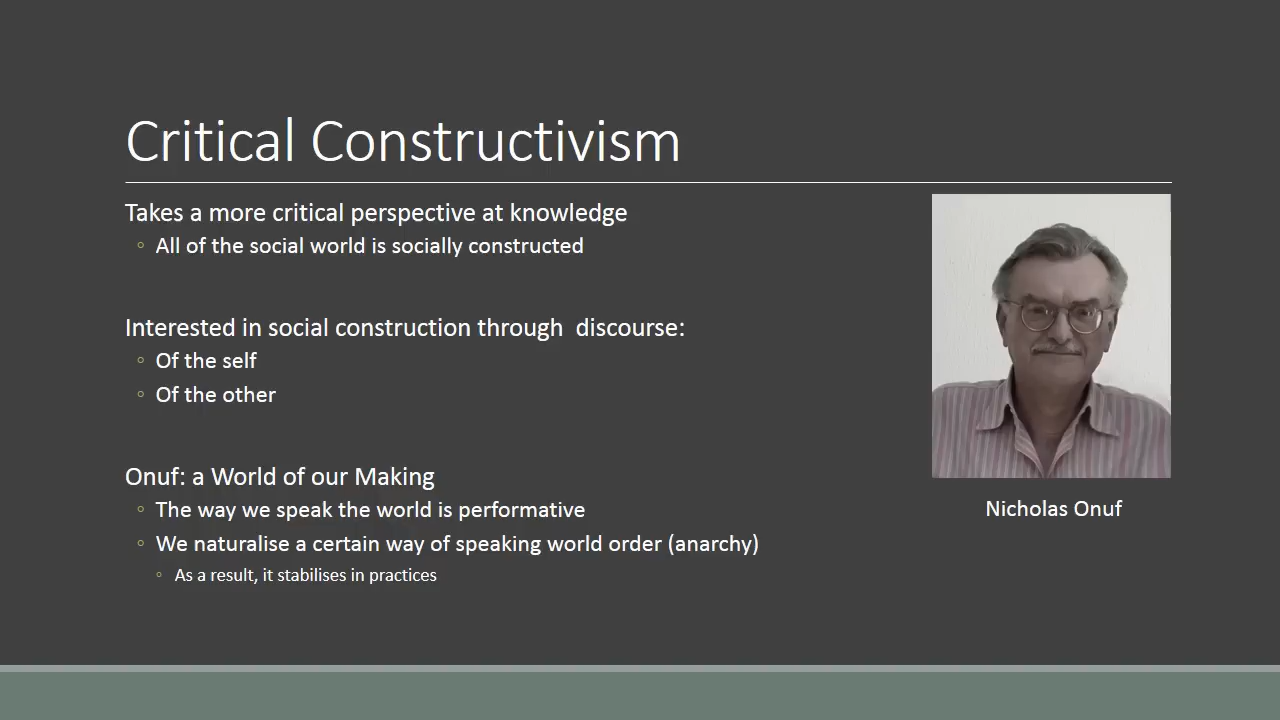 Critical Constructivism
Takes a more critical perspective at knowledge
◦ All of the social world is socially constructed
Interested in social construction through  discourse:
◦ Of the self
◦ Of the other
Onuf: a World of our Making
◦ The way we speak the world is performative
◦ We naturalise a certain way of speaking world order (anarchy)
◦ As a result, it stabilises in practices
Nicholas Onuf